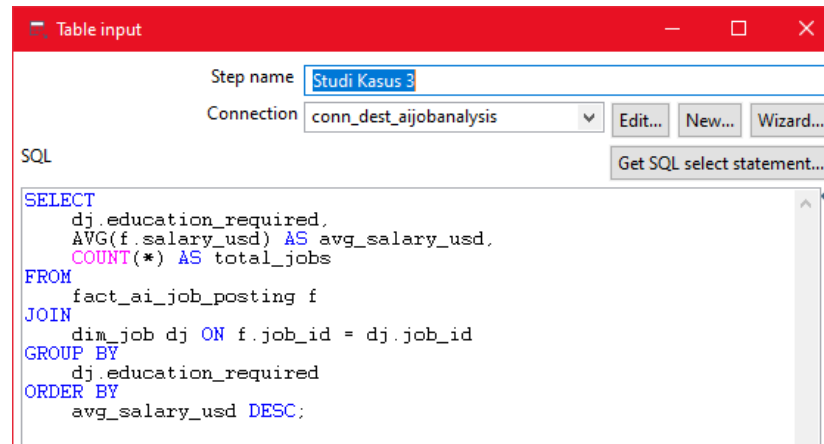 Table input
Step name Studi Kasus 3
Connection conn_dest_aijobanalysis Edit... New... Wizard...
SQL Get SQL select statement...
SELECT
    dj.education_required,
    AVG(f.salary_usd) AS avg_salary_usd,
    COUNT(*) AS total_jobs
FROM
    fact_ai_job_posting f
JOIN
    dim_job dj ON f.job_id = dj.job_id
GROUP BY
    dj.education_required
ORDER BY
    avg_salary_usd DESC;